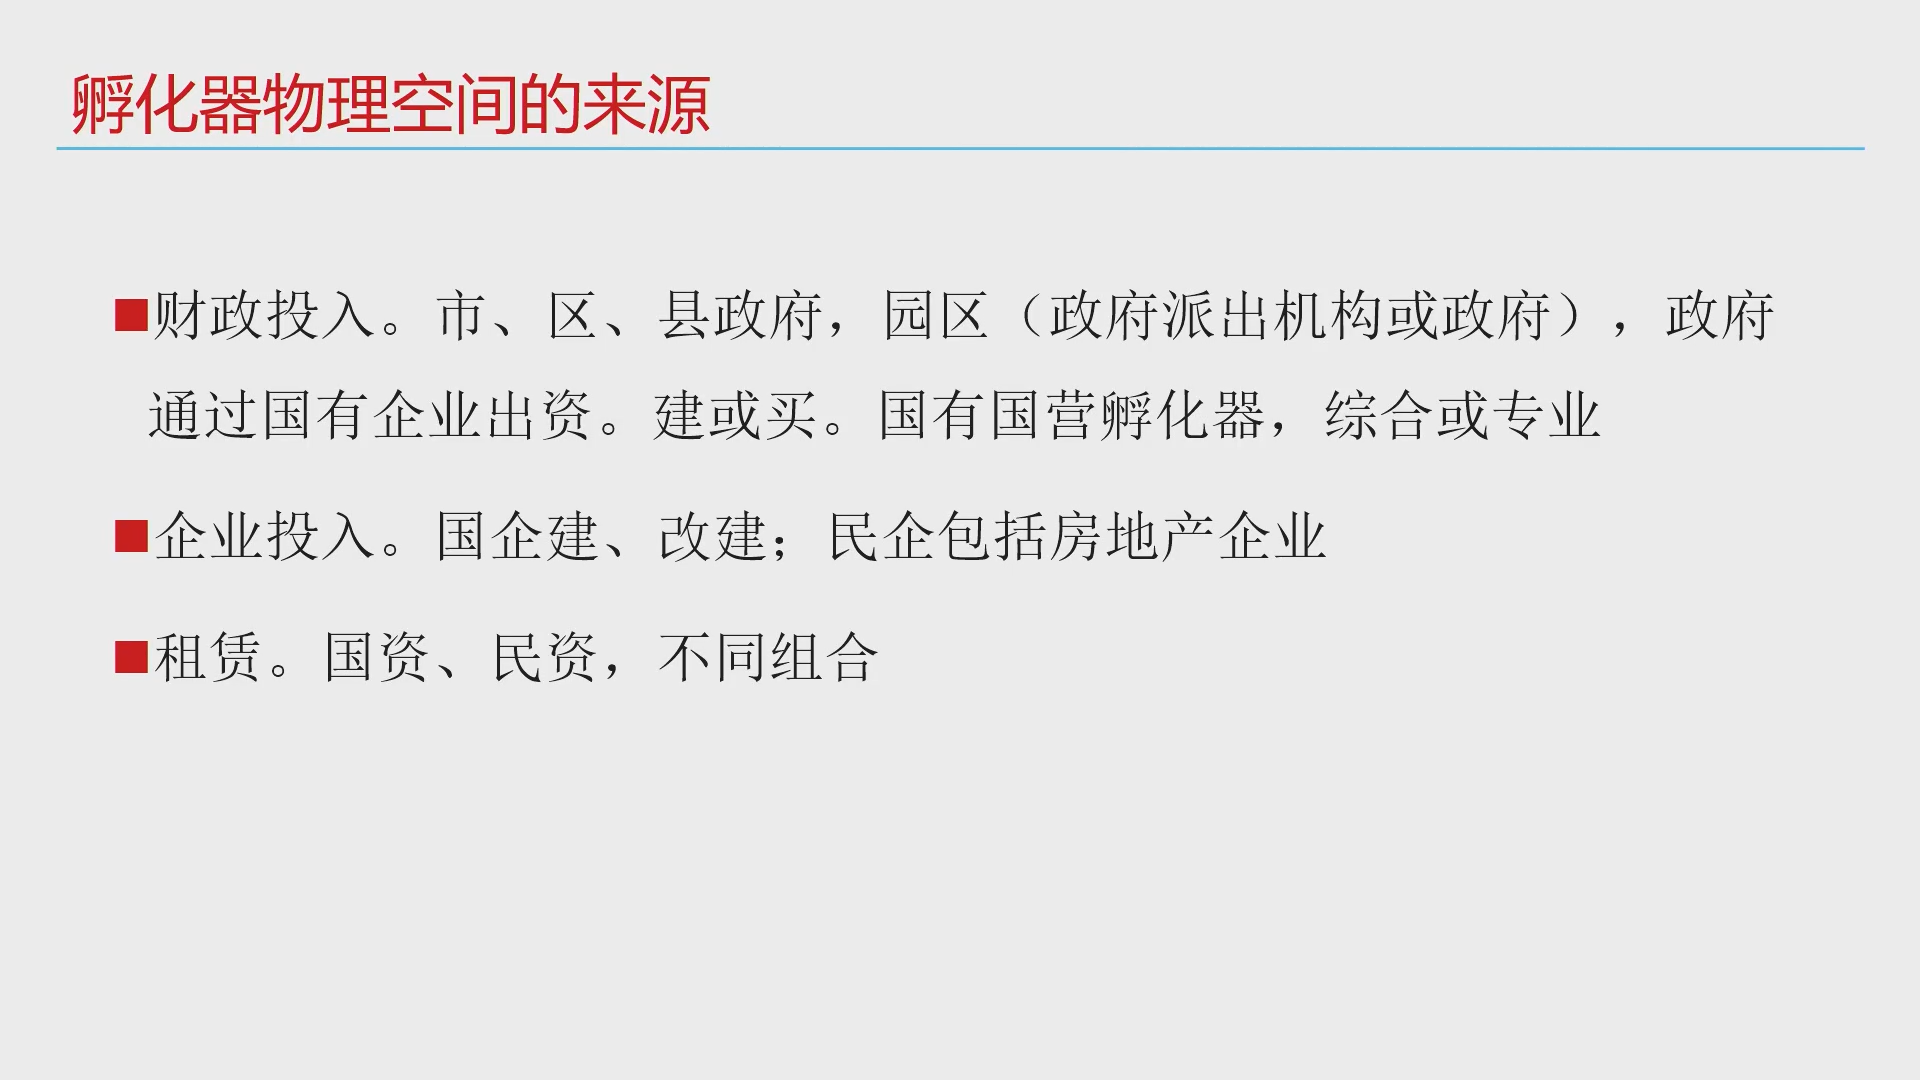 孵化器物理空间的来源
■财政投入。市、区、县政府，园区（政府派出机构或政府），政府
通过国有企业出资。建或买。国有国营孵化器，综合或专业
■企业投入。国企建、改建；民企包括房地产企业
■租赁。国资、民资，不同组合